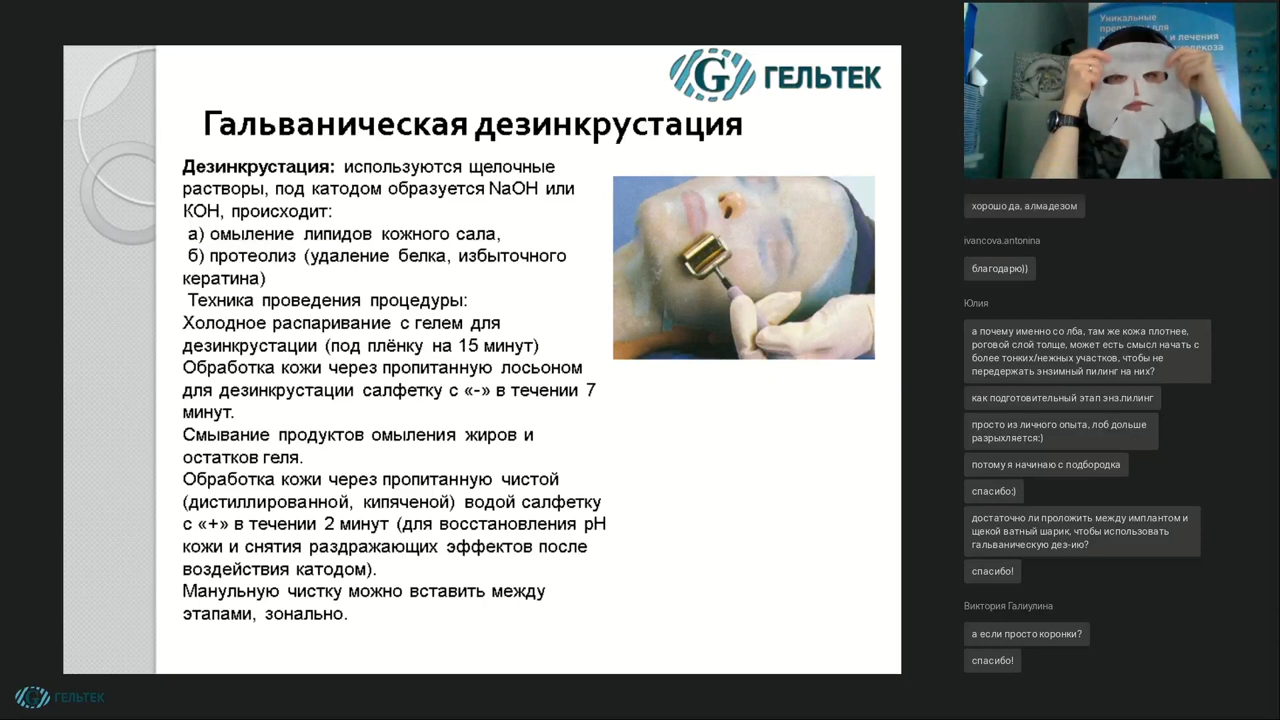 ГЕЛЬТЕК
Гальваническая дезинкрустация
Дезинкрустация: используются щелочные
растворы, под катодом образуется NaOH или
КОН, происходит:
а) омыление липидов кожного сала,
б) протеолиз (удаление белка, избыточного
кератина)
Техника проведения процедуры:
Холодное распаривание с гелем для
дезинкрустации (под плёнку на 15 минут)
Обработка кожи через пропитанную лосьоном
для дезинкрустации салфетку с «-» в течении 7
минут.
Смывание продуктов омыления жиров и
остатков геля.
Обработка кожи через пропитанную чистой
(дистиллированной, кипяченой) водой салфетку
с «+» в течении 2 минут (для восстановления pH
кожи и снятия раздражающих эффектов после
воздействия катодом).
Манульную чистку можно вставить между
этапами, зонально.
ГЕЛЬТЕК
Уникальные
и лечения
хорошо да, алмадезом
ivancova.antonina
благодарю))
Юлия
а почему именно со лба, там же кожа плотнее,
роговой слой толще, может есть смысл начать с
более тонких/нежных участков, чтобы не
передержать энзимный пилинг на них?
как подготовительный этап энз.пилинг
просто из личного опыта, лоб дольше
разрыхляется:)
потому я начинаю с подбородка
спасибо:)
достаточно ли проложить между имплантом и
щекой ватный шарик, чтобы использовать
гальваническую дез-ию?
спасибо!
Виктория Галиулина
а если просто коронки?
спасибо!